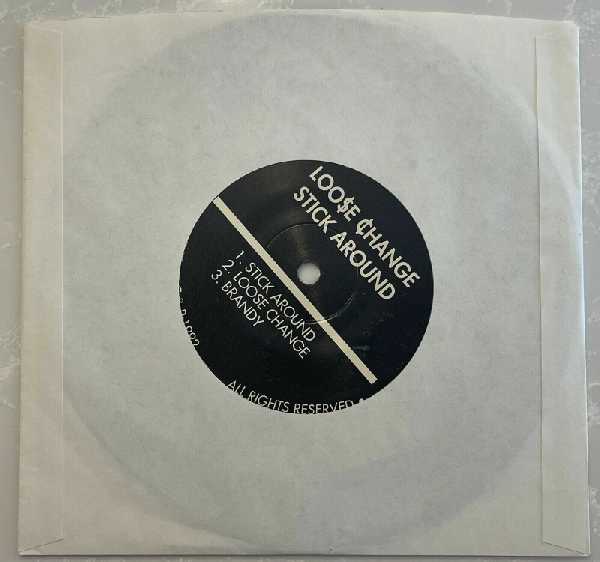 LOO$E ¢HANGE
STICK AROUND
1. STICK AROUND
2. LOOSE CHANGE
3. BRANDY
ALL RIGHTS RESERVED